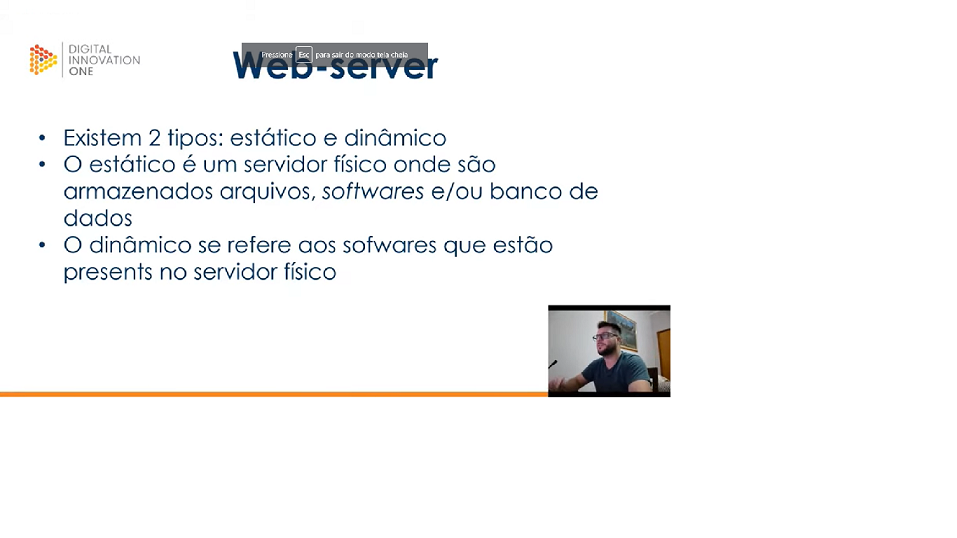 DIGITAL
INNOVATION
ONE
Pressione Esc para sair do modo tela cheia
Web-server
• Existem 2 tipos: estático e dinâmico
• O estático é um servidor físico onde são
armazenados arquivos, softwares e/ou banco de
dados
• O dinâmico se refere aos sofwares que estão
presents no servidor físico